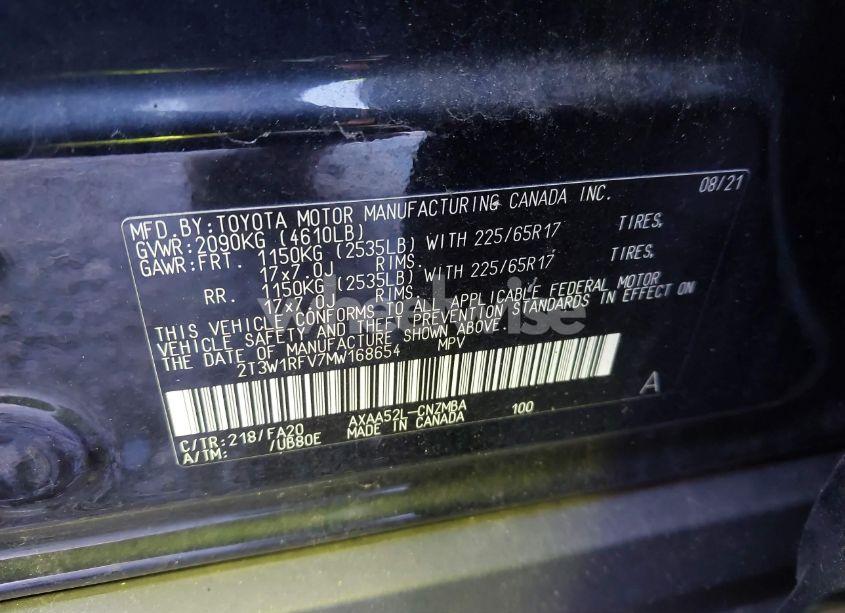 MFD. BY: TOYOTA MOTOR MANUFACTURING CANADA INC. 08/21
GVWR: 2090KG (4610LB)
GAWR: FRT. 1150KG (2535LB) WITH 225/65R17 TIRES,
17x7.0J RIMS
RR. 1150KG (2535LB) WITH 225/65R17 TIRES,
17x7.0J RIMS
THIS VEHICLE CONFORMS TO ALL APPLICABLE FEDERAL MOTOR
VEHICLE SAFETY AND THEFT PREVENTION STANDARDS IN EFFECT ON
THE DATE OF MANUFACTURE SHOWN ABOVE.
2T3W1RFV7MW168654 MPV
A
C/TR: 218/FA20 AXAA52L-CNZMBA 100
A/TM: /UB80E MADE IN CANADA
wheelwise